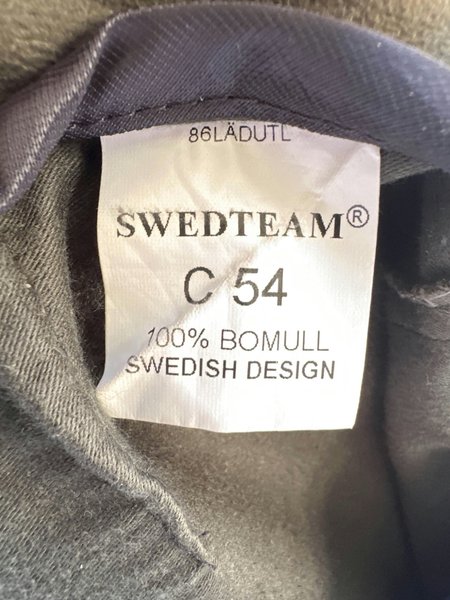 86LÄDUTL
SWEDTEAM®
C 54
100% BOMULL
SWEDISH DESIGN